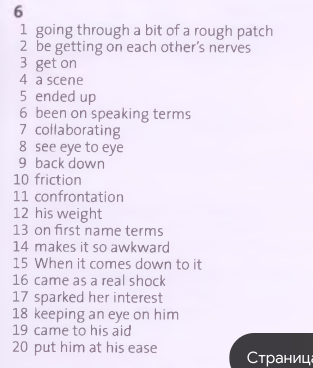 6
1 going through a bit of a rough patch
2 be getting on each other's nerves
3 get on
4 a scene
5 ended up
6 been on speaking terms
7 collaborating
8 see eye to eye
9 back down
10 friction
11 confrontation
12 his weight
13 on first name terms
14 makes it so awkward
15 When it comes down to it
16 came as a real shock
17 sparked her interest
18 keeping an eye on him
19 came to his aid
20 put him at his ease
Страница